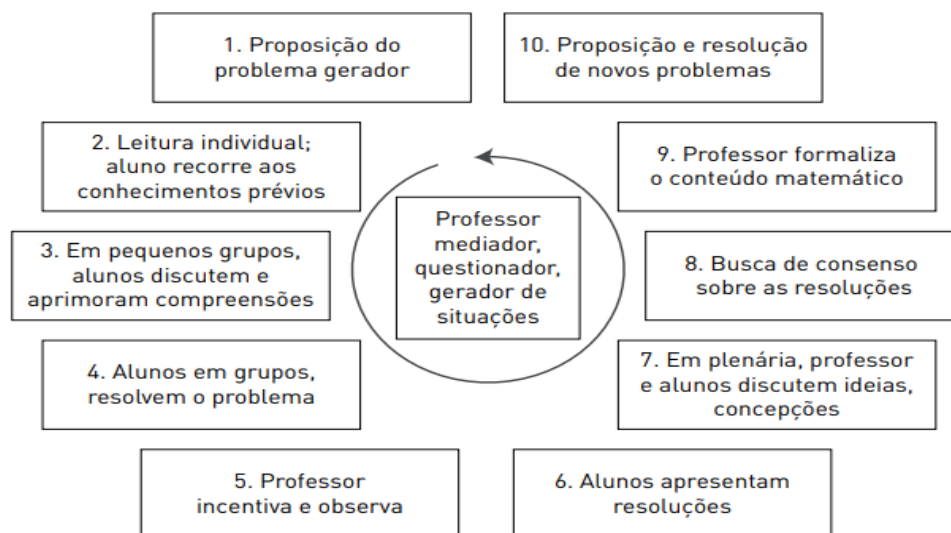 1. Proposição do
problema gerador
2. Leitura individual;
aluno recorre aos
conhecimentos prévios
3. Em pequenos grupos,
alunos discutem e
aprimoram compreensões
4. Alunos em grupos,
resolvem o problema
5. Professor
incentiva e observa
6. Alunos apresentam
resoluções
7. Em plenária, professor
e alunos discutem ideias,
concepções
8. Busca de consenso
sobre as resoluções
9. Professor formaliza
o conteúdo matemático
10. Proposição e resolução
de novos problemas
Professor
mediador,
questionador,
gerador de
situações